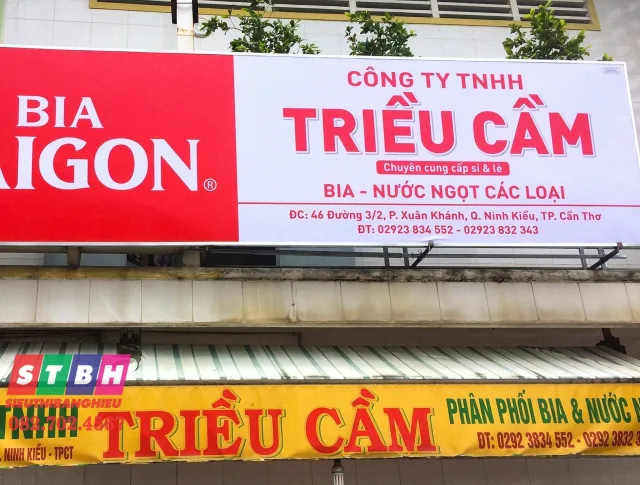 BIA
AIGON®
CÔNG TY TNHH
TRIỀU CẦM
Chuyên cung cấp sỉ & lẻ
BIA - NƯỚC NGỌT CÁC LOẠI
ĐC: 46 Đường 3/2, P. Xuân Khánh, Q. Ninh Kiều, TP. Cần Thơ
ĐT: 02923 834 552 - 02923 832 343
STBH
SIEUTHIBANGHIEU
TNHH
TRIỀU CẦM
PHÂN PHỐI BIA & NƯỚC N
NINH KIỀU - TPCT
ĐT: 0292 3834 552 - 0292 3832 3